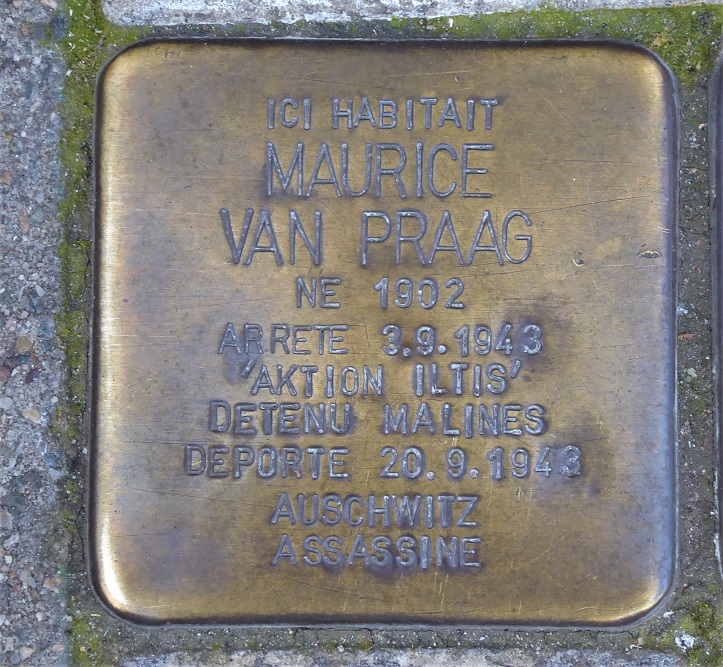 ICI HABITAIT
MAURICE
VAN PRAAG
NE 1902
ARRETE 3.9.1943
'AKTION ILTIS'
DETENU MALINES
DEPORTE 20.9.1943
AUSCHWITZ
ASSASSINE